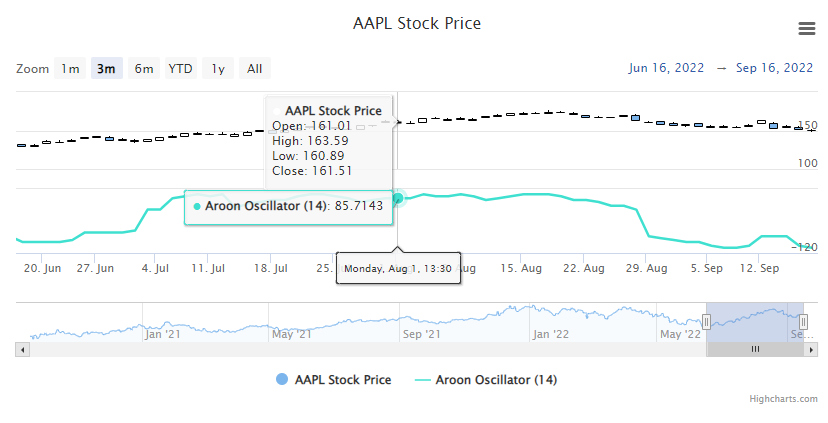 AAPL Stock Price
Zoom 1m 3m 6m YTD 1y All
Jun 16, 2022 → Sep 16, 2022
AAPL Stock Price
Open: 161.01
High: 163.59
Low: 160.89
Close: 161.51
150
100
Aroon Oscillator (14): 85.7143
-120
20. Jun 27. Jun 4. Jul 11. Jul 18. Jul 25. Aug 15. Aug 22. Aug 29. Aug 5. Sep 12. Sep
Monday, Aug 1, 13:30
Jan '21 May '21 Sep '21 Jan '22 May '22 Se…
AAPL Stock Price Aroon Oscillator (14)
Highcharts.com